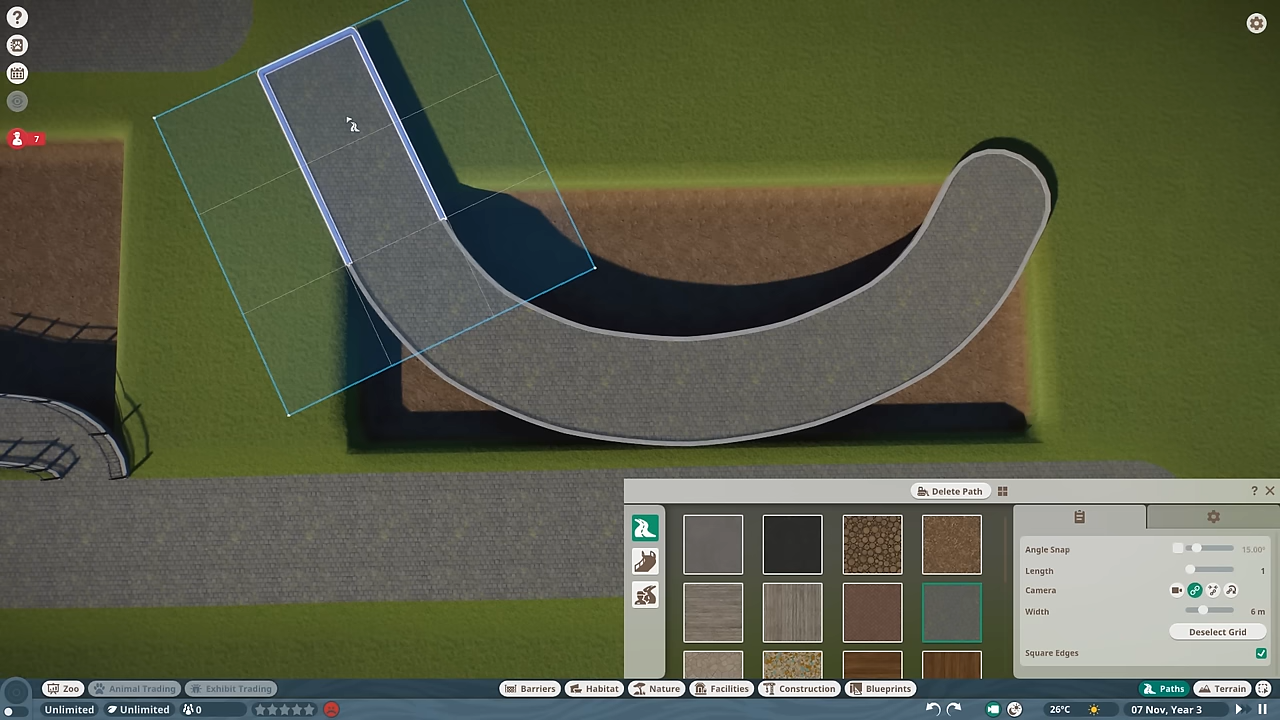 ?
7
Delete Path
?
Angle Snap 15.00°
Length 1
Camera
Width 6 m
Deselect Grid
Square Edges
Zoo
Animal Trading
Exhibit Trading
Barriers
Habitat
Nature
Facilities
Construction
Blueprints
Paths
Terrain
Unlimited
Unlimited
0
26°C
07 Nov, Year 3